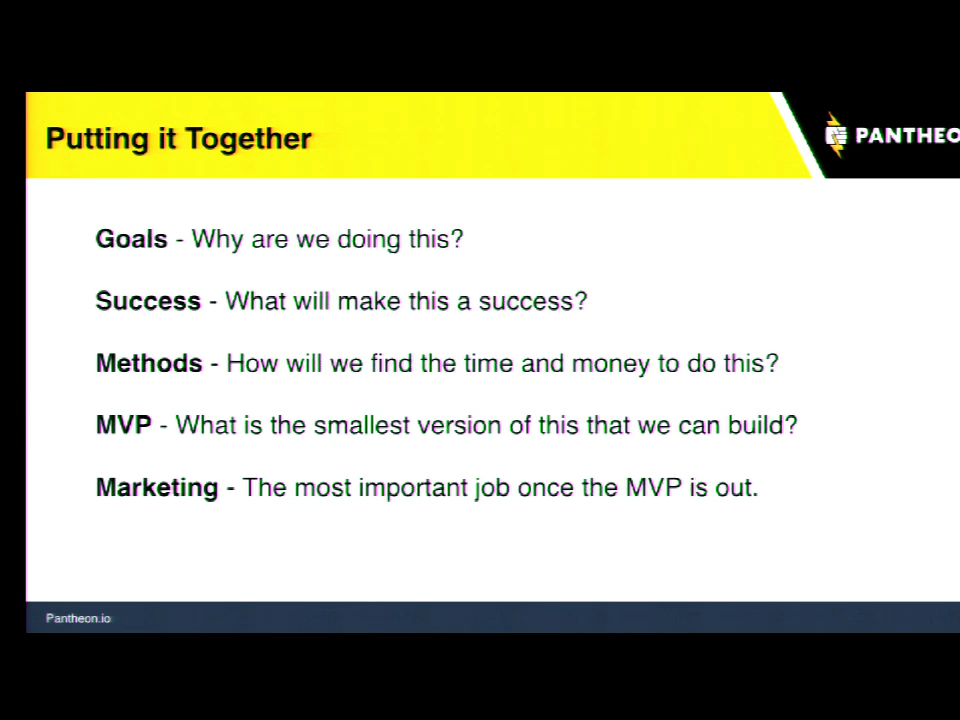 Putting it Together
PANTHEO
Goals - Why are we doing this?
Success - What will make this a success?
Methods - How will we find the time and money to do this?
MVP - What is the smallest version of this that we can build?
Marketing - The most important job once the MVP is out.
Pantheon.io